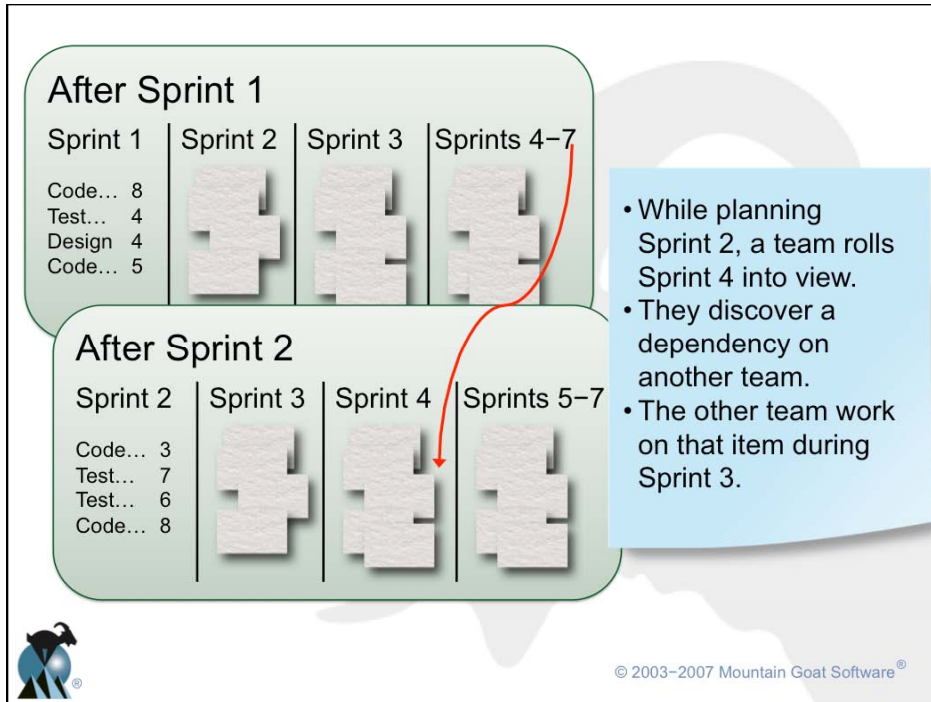 After Sprint 1
Sprint 1
Sprint 2
Sprint 3
Sprints 4−7
Code… 8
Test… 4
Design 4
Code… 5
After Sprint 2
Sprint 2
Sprint 3
Sprint 4
Sprints 5−7
Code… 3
Test… 7
Test… 6
Code… 8
• While planning
Sprint 2, a team rolls
Sprint 4 into view.
• They discover a
dependency on
another team.
• The other team work
on that item during
Sprint 3.
®
© 2003−2007 Mountain Goat Software®